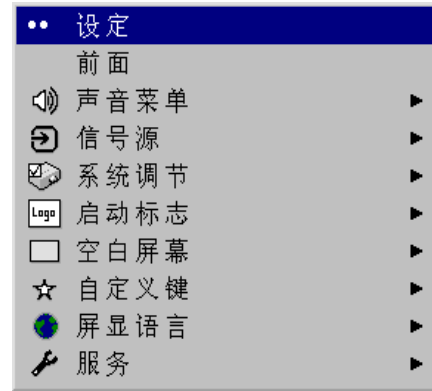 设定
前面
声音菜单
信号源
系统调节
Logo 启动标志
空白屏幕
自定义键
屏显语言
服务